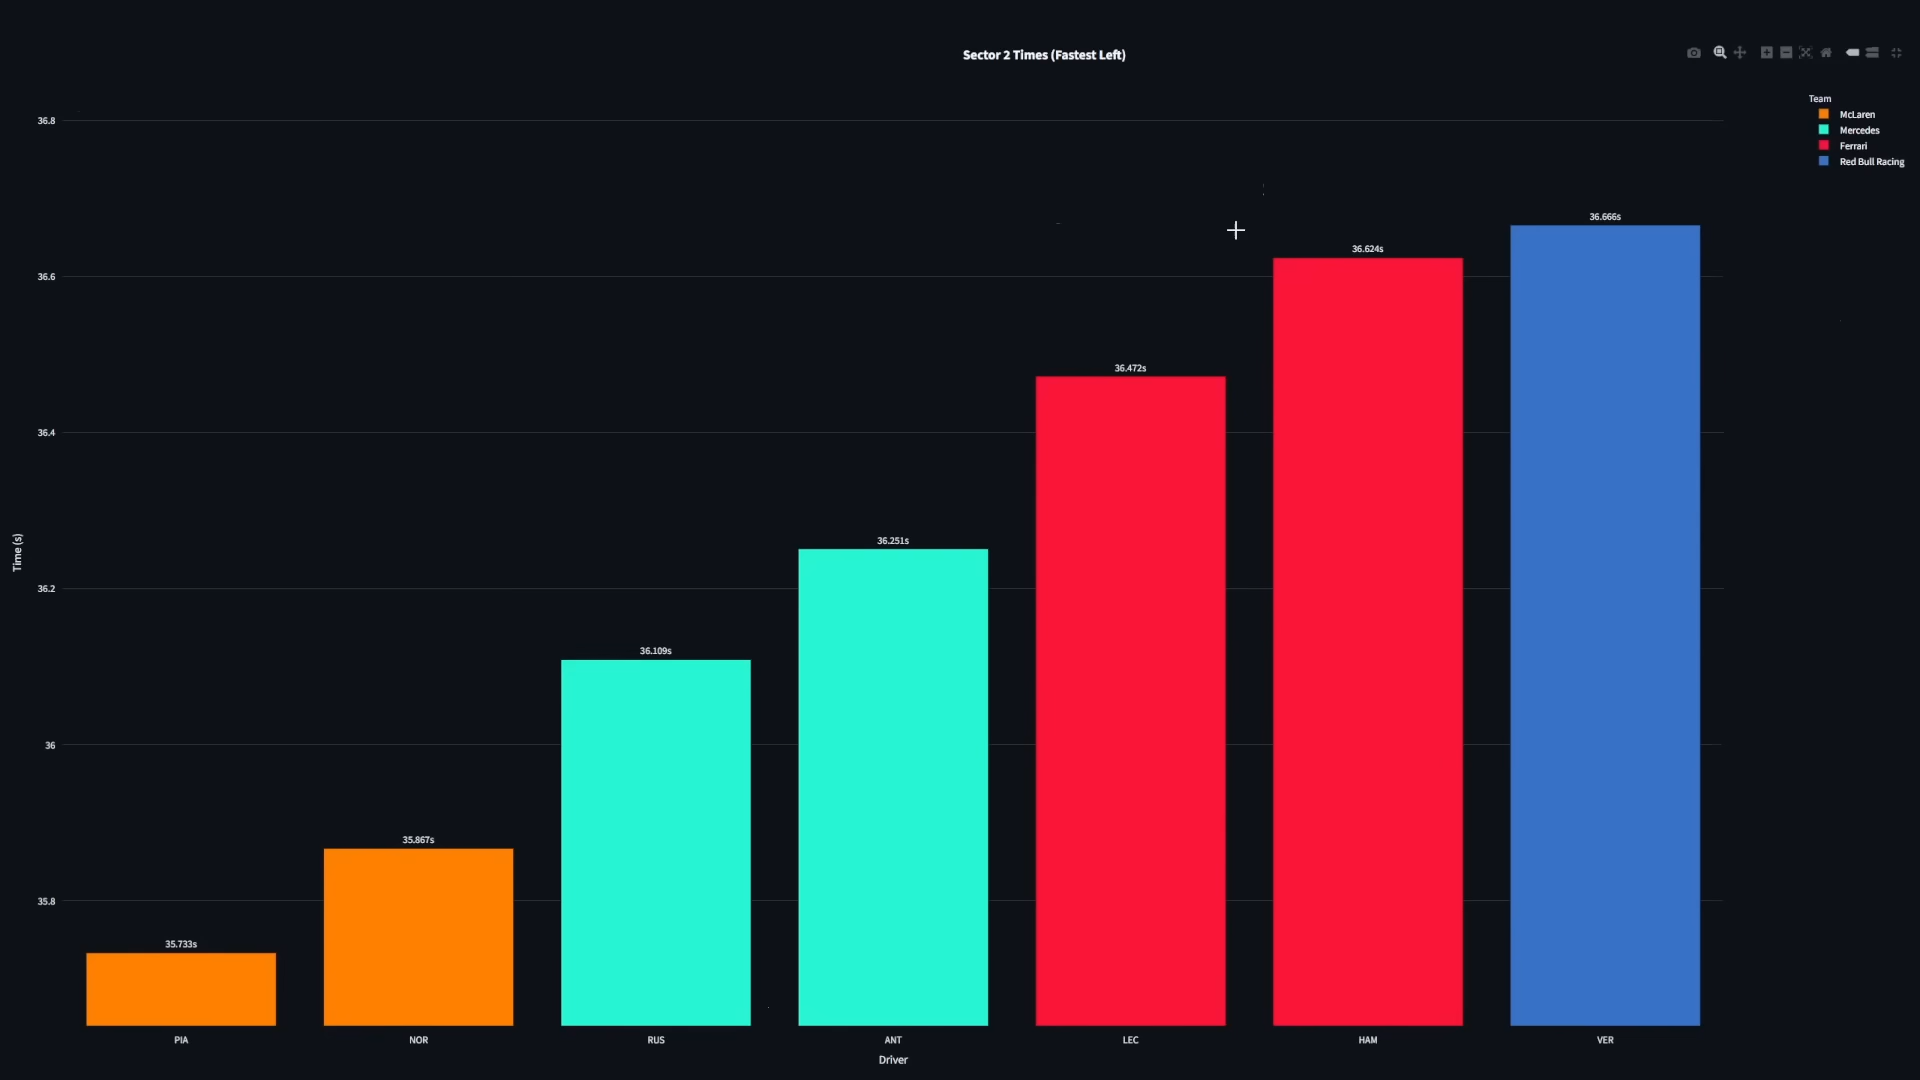 Sector 2 Times (Fastest Left)
Team
McLaren
Mercedes
Ferrari
Red Bull Racing
36.8
36.6
36.4
36.2
36
35.8
Time (s)
35.733s
35.867s
36.109s
36.251s
36.472s
36.624s
36.666s
PIA NOR RUS ANT LEC HAM VER
Driver